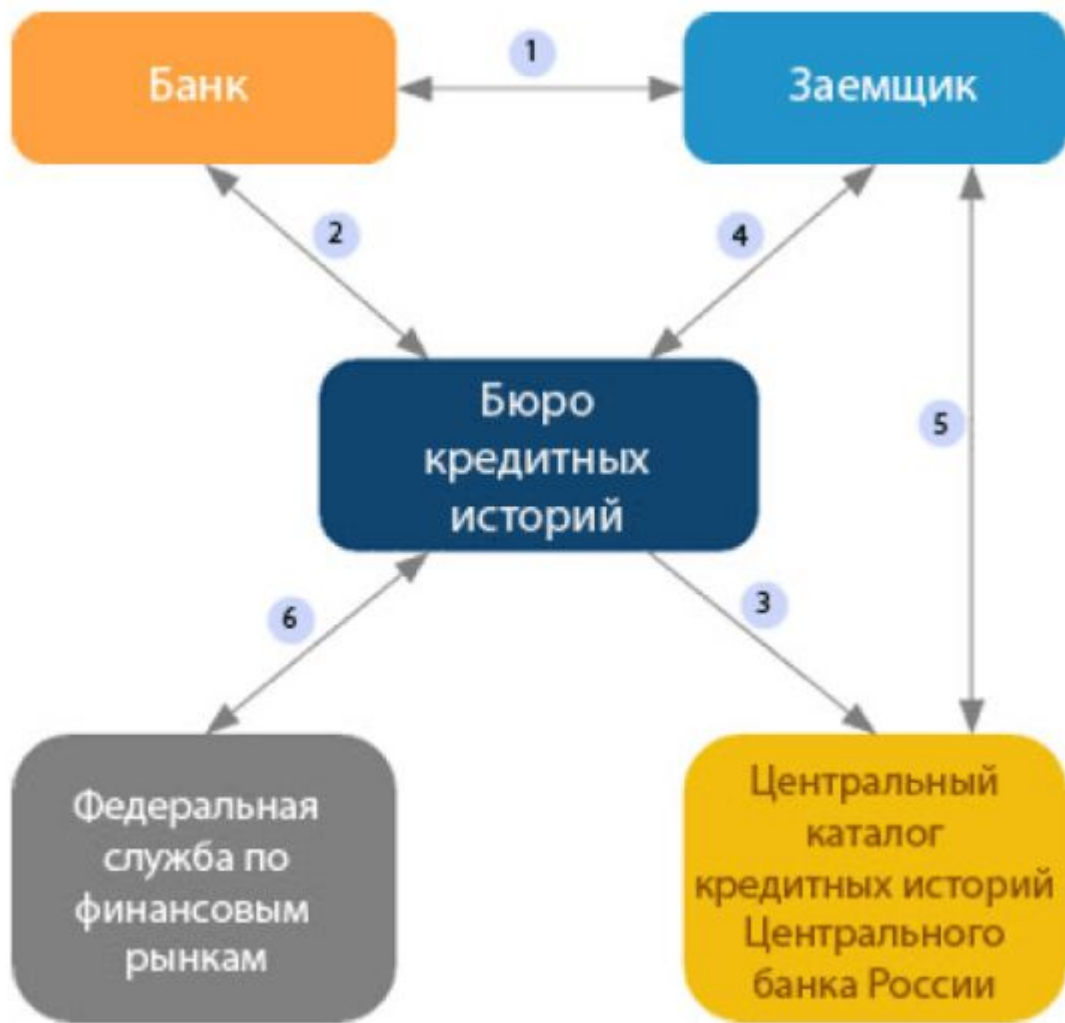 Банк
1
Заемщик
2
4
Бюро
кредитных
историй
5
6
3
Федеральная
служба по
финансовым
рынкам
Центральный
каталог
кредитных историй
Центрального
банка России